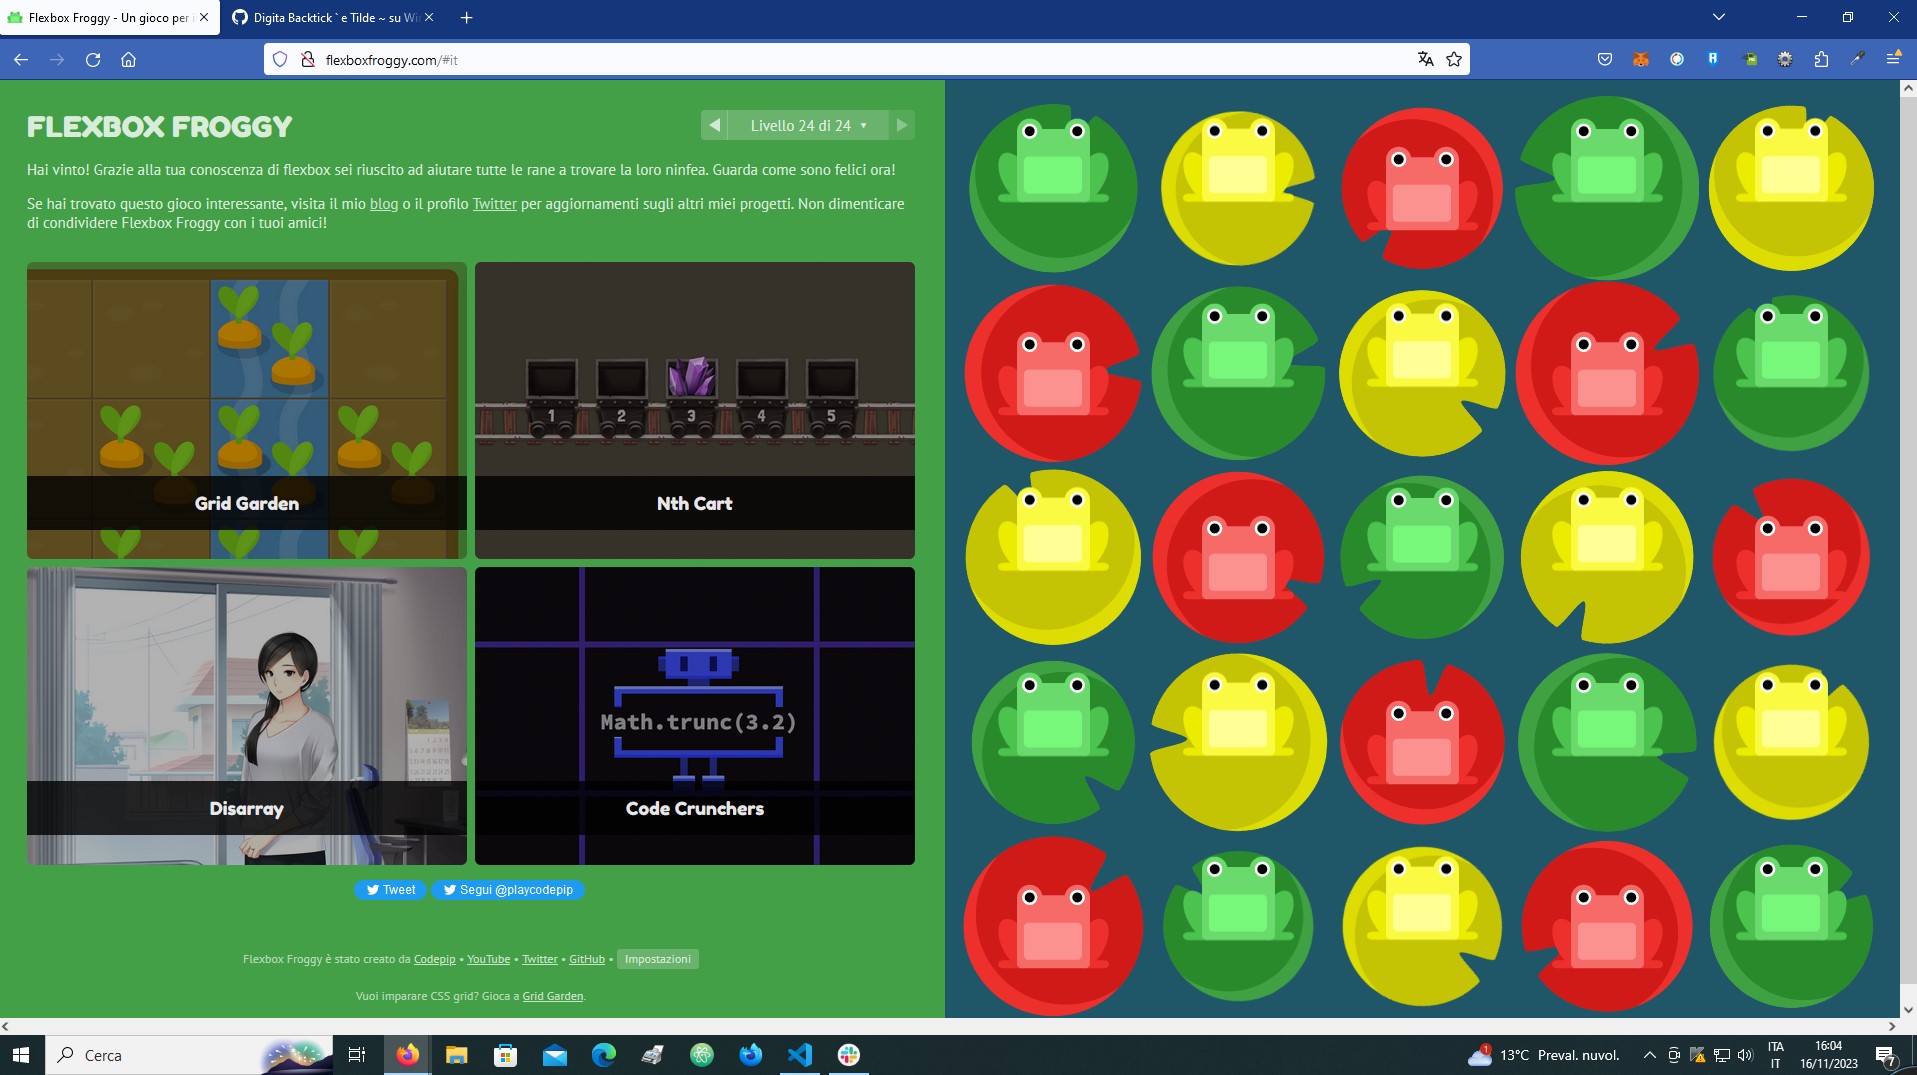 Flexbox Froggy - Un gioco per i
Digita Backtick ` e Tilde ~ su Wi
flexboxfroggy.com/#it
FLEXBOX FROGGY
Livello 24 di 24
Hai vinto! Grazie alla tua conoscenza di flexbox sei riuscito ad aiutare tutte le rane a trovare la loro ninfea. Guarda come sono felici ora!
Se hai trovato questo gioco interessante, visita il mio blog o il profilo Twitter per aggiornamenti sugli altri miei progetti. Non dimenticare
di condividere Flexbox Froggy con i tuoi amici!
1 2 3 4 5
Grid Garden
Nth Cart
Math.trunc(3.2)
Disarray
Code Crunchers
Tweet
Segui @playcodepip
Flexbox Froggy è stato creato da Codepip • YouTube • Twitter • GitHub • Impostazioni
Vuoi imparare CSS grid? Gioca a Grid Garden.
Cerca
1
13°C Preval. nuvol.
ITA
IT
16:04
16/11/2023
7